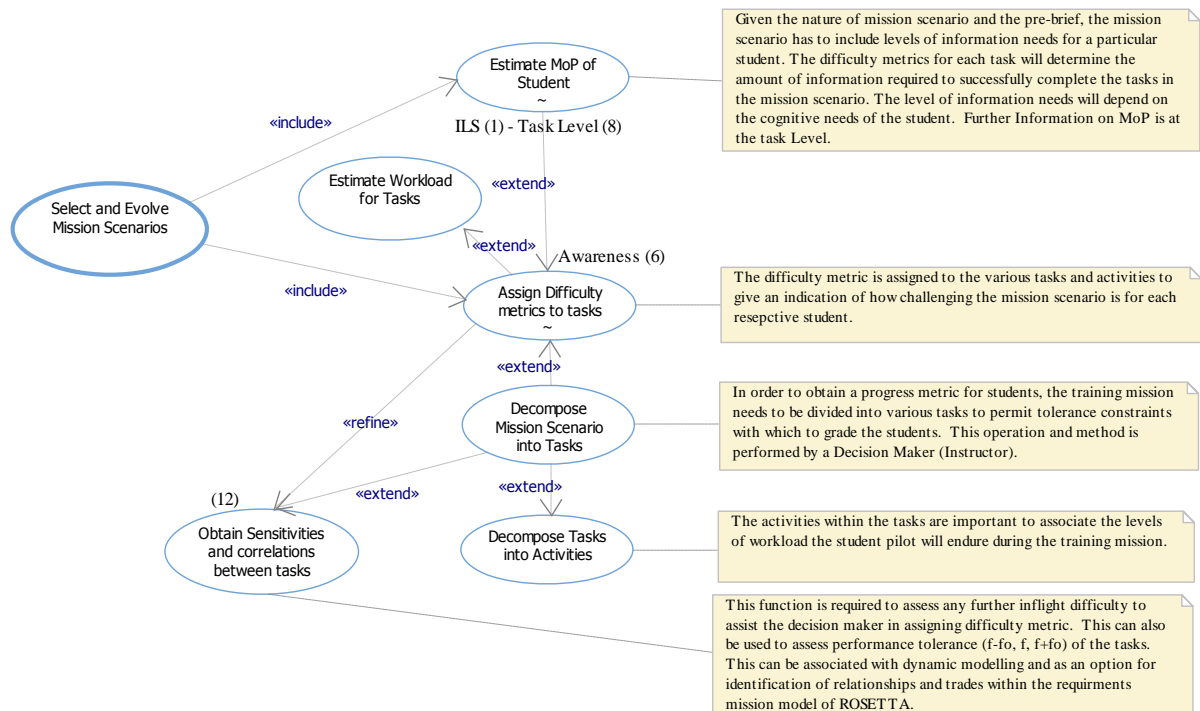 Given the nature of mission scenario and the pre-brief, the mission
scenario has to include levels of information needs for a particular
student. The difficulty metrics for each task will determine the
amount of information required to successfully complete the tasks in
the mission scenario. The level of information needs will depend on
the cognitive needs of the student.  Further Information on MoP is at
the task Level.
Estimate MoP of
Student
~
«include»
ILS (1) - Task Level (8)
Estimate Workload
for Tasks
«extend»
Select and Evolve
Mission Scenarios
«extend»
Awareness (6)
«include»
Assign Difficulty
metrics to tasks
~
The difficulty metric is assigned to the various tasks and activities to
give an indication of how challenging the mission scenario is for each
resepctive student.
«extend»
«refine»
Decompose
Mission Scenario
into Tasks
In order to obtain a progress metric for students, the training mission
needs to be divided into various tasks to permit tolerance constraints
with which to grade the students.  This operation and method is
performed by a Decision Maker (Instructor).
(12)
«extend»
«extend»
Obtain Sensitivities
and correlations
between tasks
Decompose Tasks
into Activities
The activities within the tasks are important to associate the levels
of workload the student pilot will endure during the training mission.
This function is required to assess any further inflight difficulty to
assist the decision maker in assigning difficulty metric.  This can also
be used to assess performance tolerance (f-fo, f, f+fo) of the tasks.
This can be associated with dynamic modelling and as an option for
identification of relationships and trades within the requirments
mission model of ROSETTA.